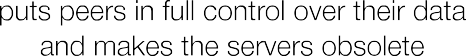 puts peers in full control over their data
and makes the servers obsolete